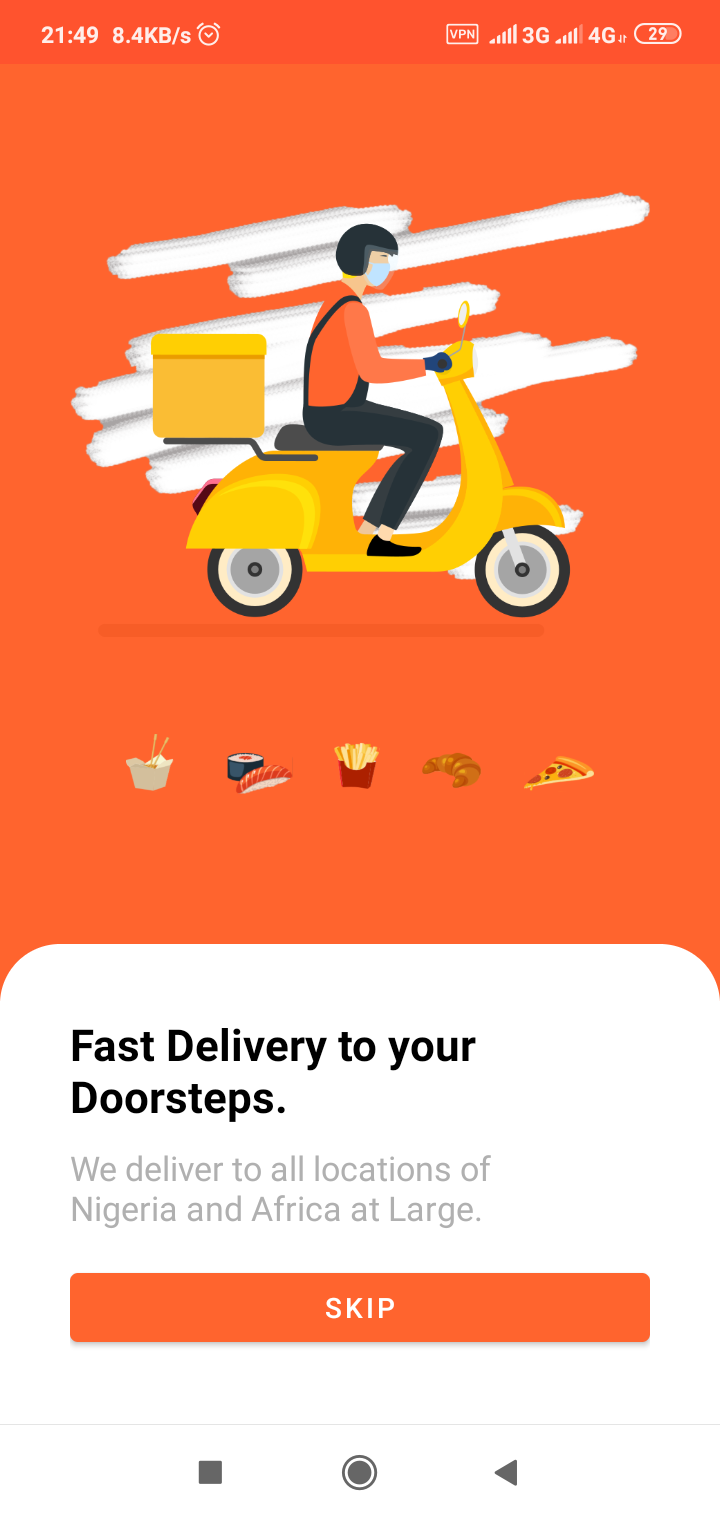 21:49 8.4KB/s VPN 3G 4G 29
Fast Delivery to your
Doorsteps.
We deliver to all locations of
Nigeria and Africa at Large.
SKIP